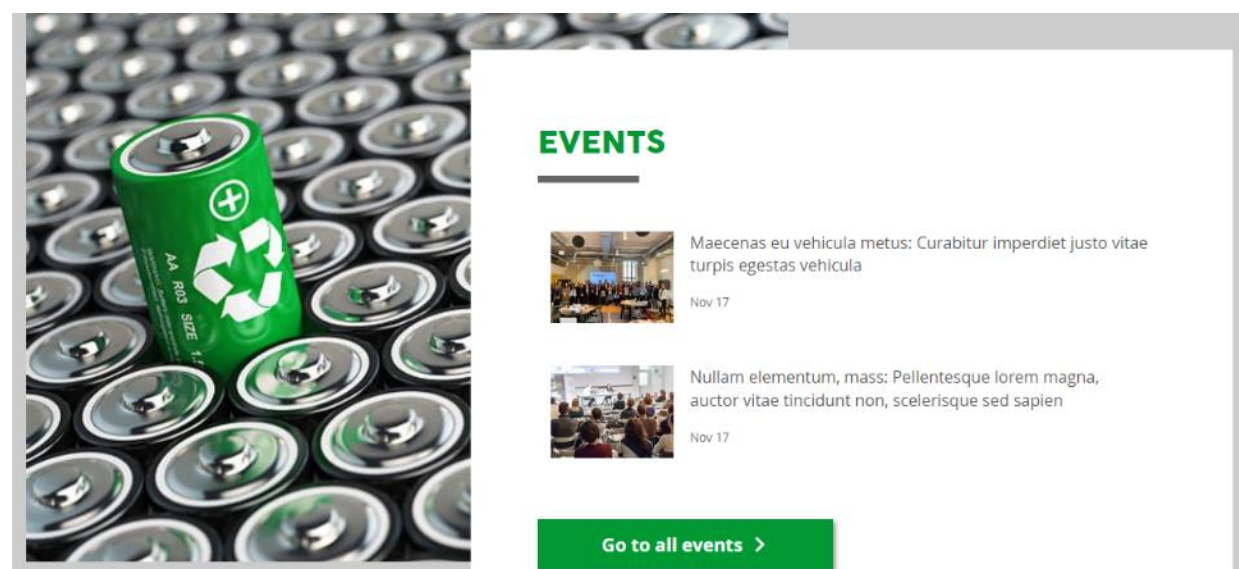 AA R03 SIZE
EVENTS
Maecenas eu vehicula metus: Curabitur imperdiet justo vitae
turpis egestas vehicula
Nov 17
Nullam elementum, mass: Pellentesque lorem magna,
auctor vitae tincidunt non, scelerisque sed sapien
Nov 17
Go to all events